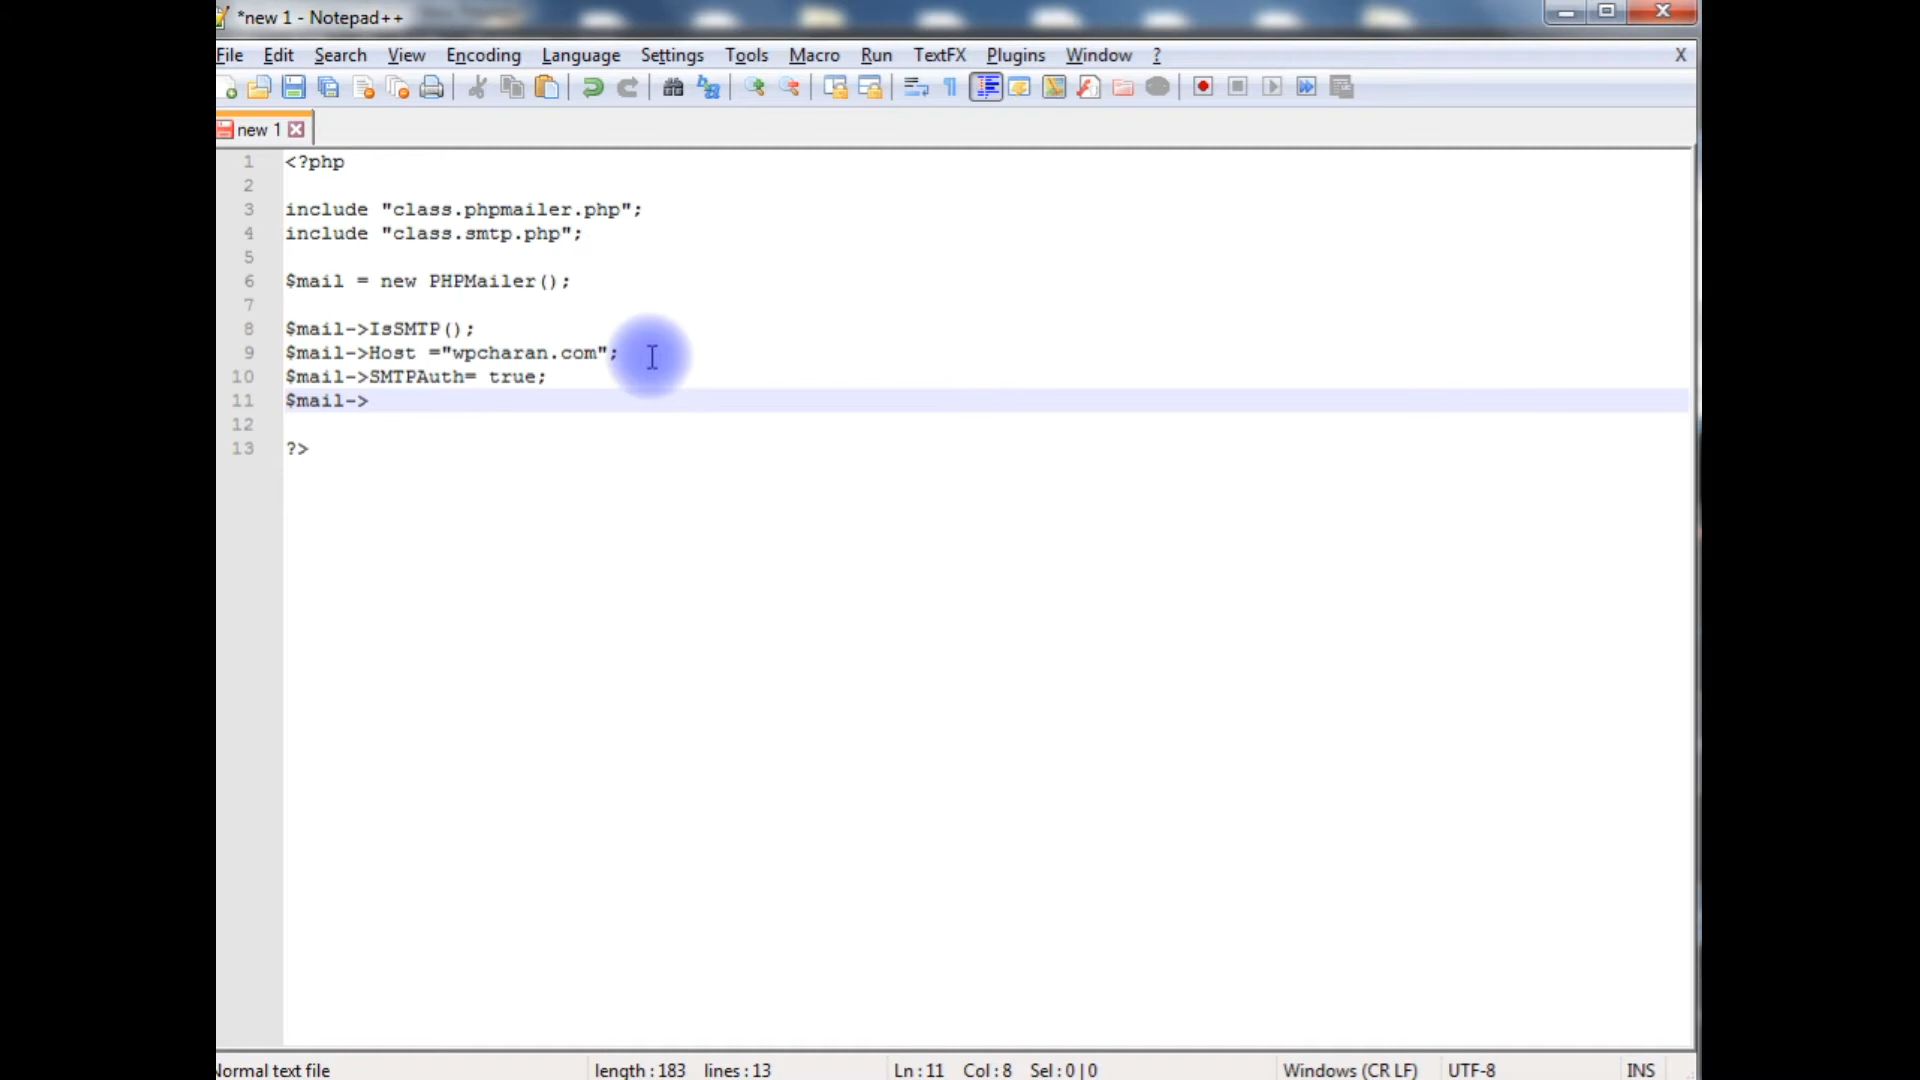 *new 1 - Notepad++
File Edit Search View Encoding Language Settings Tools Macro Run TextFX Plugins Window ? X
new 1
1 <?php
2
3 include "class.phpmailer.php";
4 include "class.smtp.php";
5
6 $mail = new PHPMailer();
7
8 $mail->IsSMTP();
9 $mail->Host ="wpcharan.com";
10 $mail->SMTPAuth= true;
11 $mail->
12
13 ?>
Normal text file length : 183 lines : 13 Ln : 11 Col : 8 Sel : 0 | 0 Windows (CR LF) UTF-8 INS